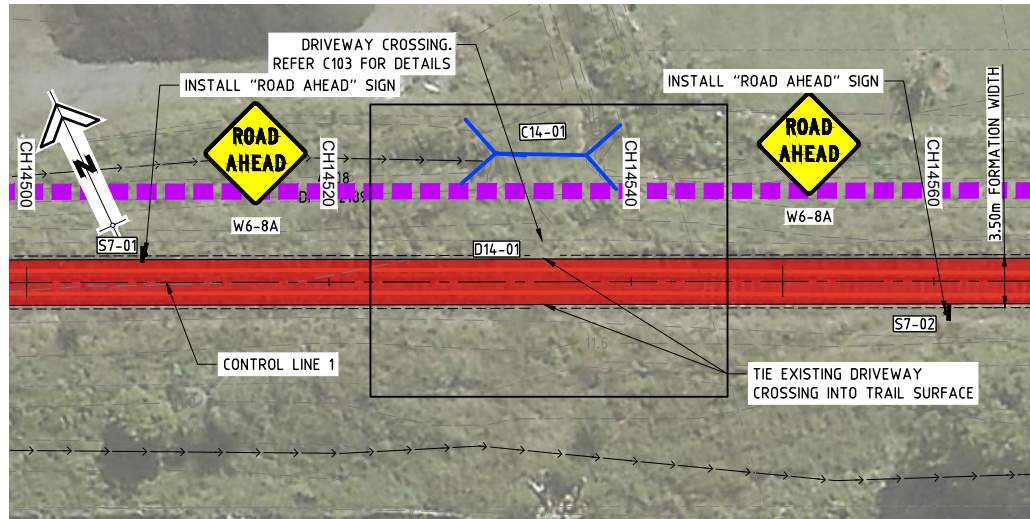 DRIVEWAY CROSSING.
REFER C103 FOR DETAILS
INSTALL "ROAD AHEAD" SIGN
INSTALL "ROAD AHEAD" SIGN
ROAD
AHEAD
W6-8A
C14-01
ROAD
AHEAD
W6-8A
CH14500
CH14520
CH14540
CH14560
3.50m FORMATION WIDTH
N
S7-01
D14-01
S7-02
11.5
CONTROL LINE 1
TIE EXISTING DRIVEWAY
CROSSING INTO TRAIL SURFACE